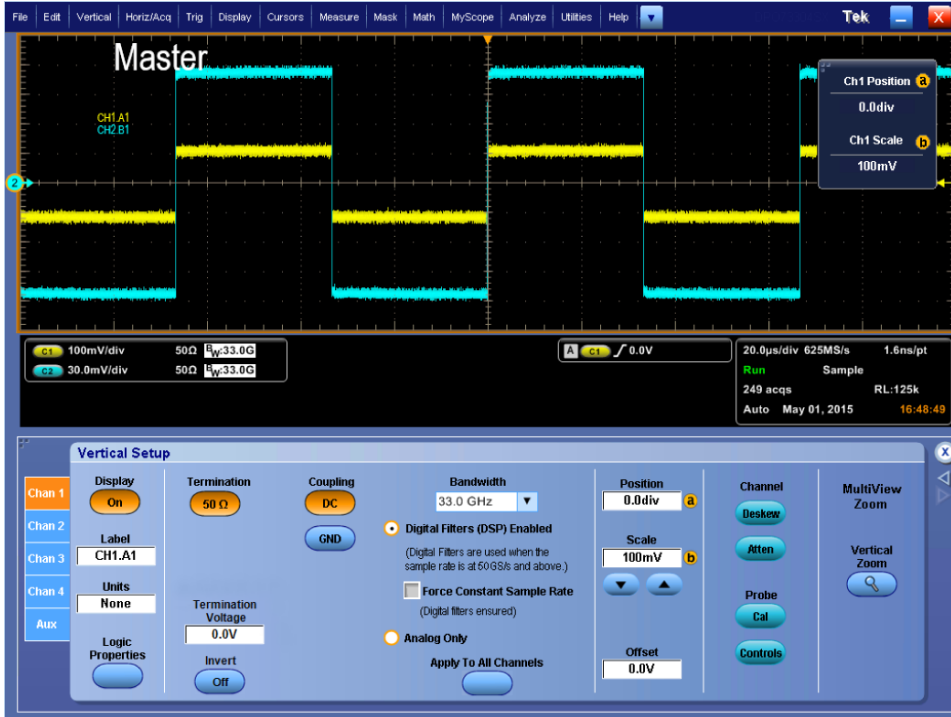 File Edit Vertical Horiz/Acq Trig Display Cursors Measure Mask Math MyScope Analyze Utilities Help Tek X
Master
CH1.A1
CH2.B1
Ch1 Position a
0.0div
Ch1 Scale b
100mV
2
C1 100mV/div 50Ω BW:33.0G
C2 30.0mV/div 50Ω BW:33.0G
A C1 0.0V
20.0µs/div 625MS/s 1.6ns/pt
Run Sample
249 acqs RL:125k
Auto May 01, 2015 16:48:49
Vertical Setup
X
Chan 1
Chan 2
Chan 3
Chan 4
Aux
Display
On
Label
CH1.A1
Units
None
Logic
Properties
Termination
50 Ω
Termination
Voltage
0.0V
Invert
Off
Coupling
DC
GND
Bandwidth
33.0 GHz
Digital Filters (DSP) Enabled
(Digital Filters are used when the
sample rate is at 50GS/s and above.)
Force Constant Sample Rate
(Digital filters ensured)
Analog Only
Apply To All Channels
Position
0.0div a
Scale
100mV b
Offset
0.0V
Channel
Deskew
Atten
Probe
Cal
Controls
MultiView
Zoom
Vertical
Zoom